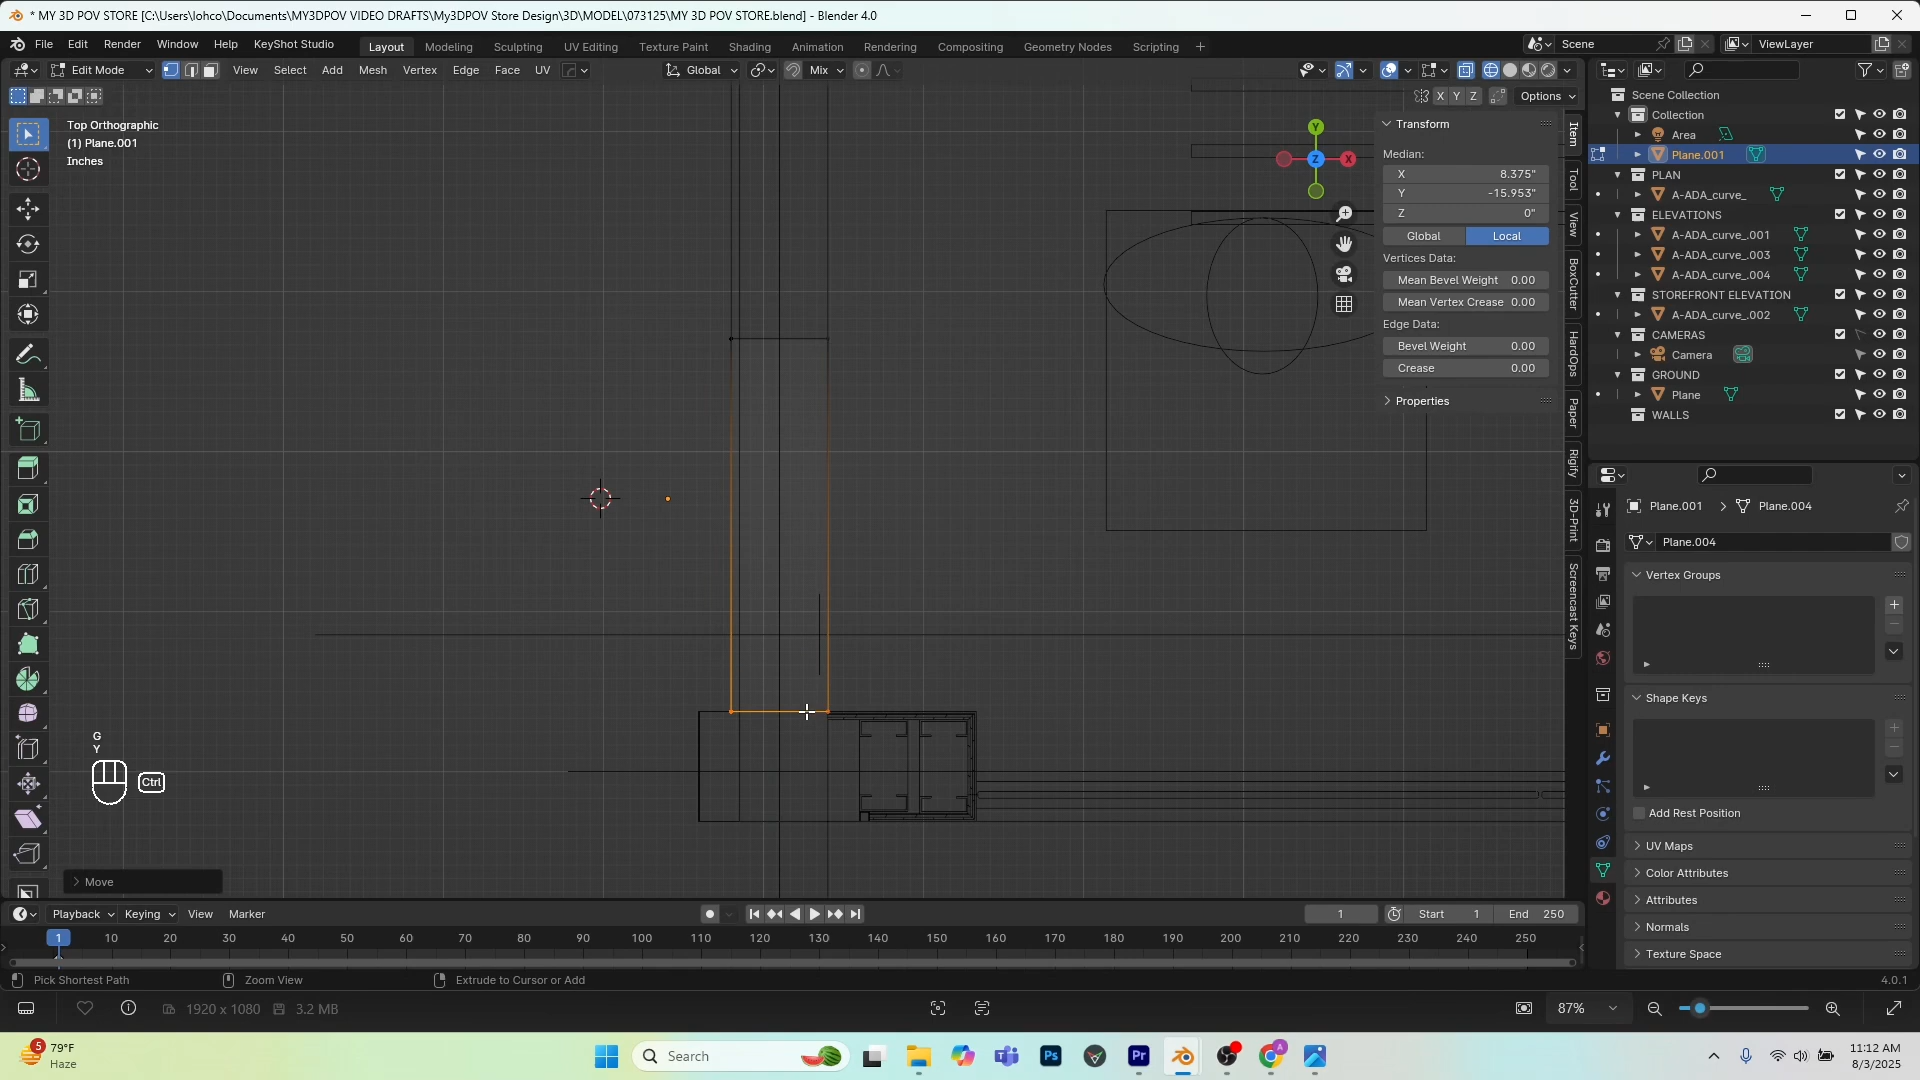 * MY 3D POV STORE [C:\Users\lohco\Documents\MY3DPOV VIDEO DRAFTS\My3DPOV Store Design\3D\MODEL\073125\MY 3D POV STORE.blend] - Blender 4.0
File Edit Render Window Help KeyShot Studio Layout Modeling Sculpting UV Editing Texture Paint Shading Animation Rendering Compositing Geometry Nodes Scripting + Scene ViewLayer
Edit Mode View Select Add Mesh Vertex Edge Face UV Global Mix
X Y Z Options
Top Orthographic
(1) Plane.001
Inches
Y
Z
X
Transform
Median:
X 8.375"
Y -15.953"
Z 0"
Global Local
Vertices Data:
Mean Bevel Weight 0.00
Mean Vertex Crease 0.00
Edge Data:
Bevel Weight 0.00
Crease 0.00
Properties
Item
Tool
View
BoxCutter
HardOps
Paper
Rigify
3D-Print
Screencast Keys
Scene Collection
Collection
Area
Plane.001
PLAN
A-ADA_curve_
ELEVATIONS
A-ADA_curve_.001
A-ADA_curve_.003
A-ADA_curve_.004
STOREFRONT ELEVATION
A-ADA_curve_.002
CAMERAS
Camera
GROUND
Plane
WALLS
Plane.001 Plane.004
Plane.004
Vertex Groups
Shape Keys
Add Rest Position
UV Maps
Color Attributes
Attributes
Normals
Texture Space
G
Y
Ctrl
Move
Playback Keying View Marker 1 Start 1 End 250
1 10 20 30 40 50 60 70 80 90 100 110 120 130 140 150 160 170 180 190 200 210 220 230 240 250
Pick Shortest Path Zoom View Extrude to Cursor or Add 4.0.1
1920 x 1080 3.2 MB 87%
5 79°F
Haze
Search
Ps
Pr
A
11:12 AM
8/3/2025